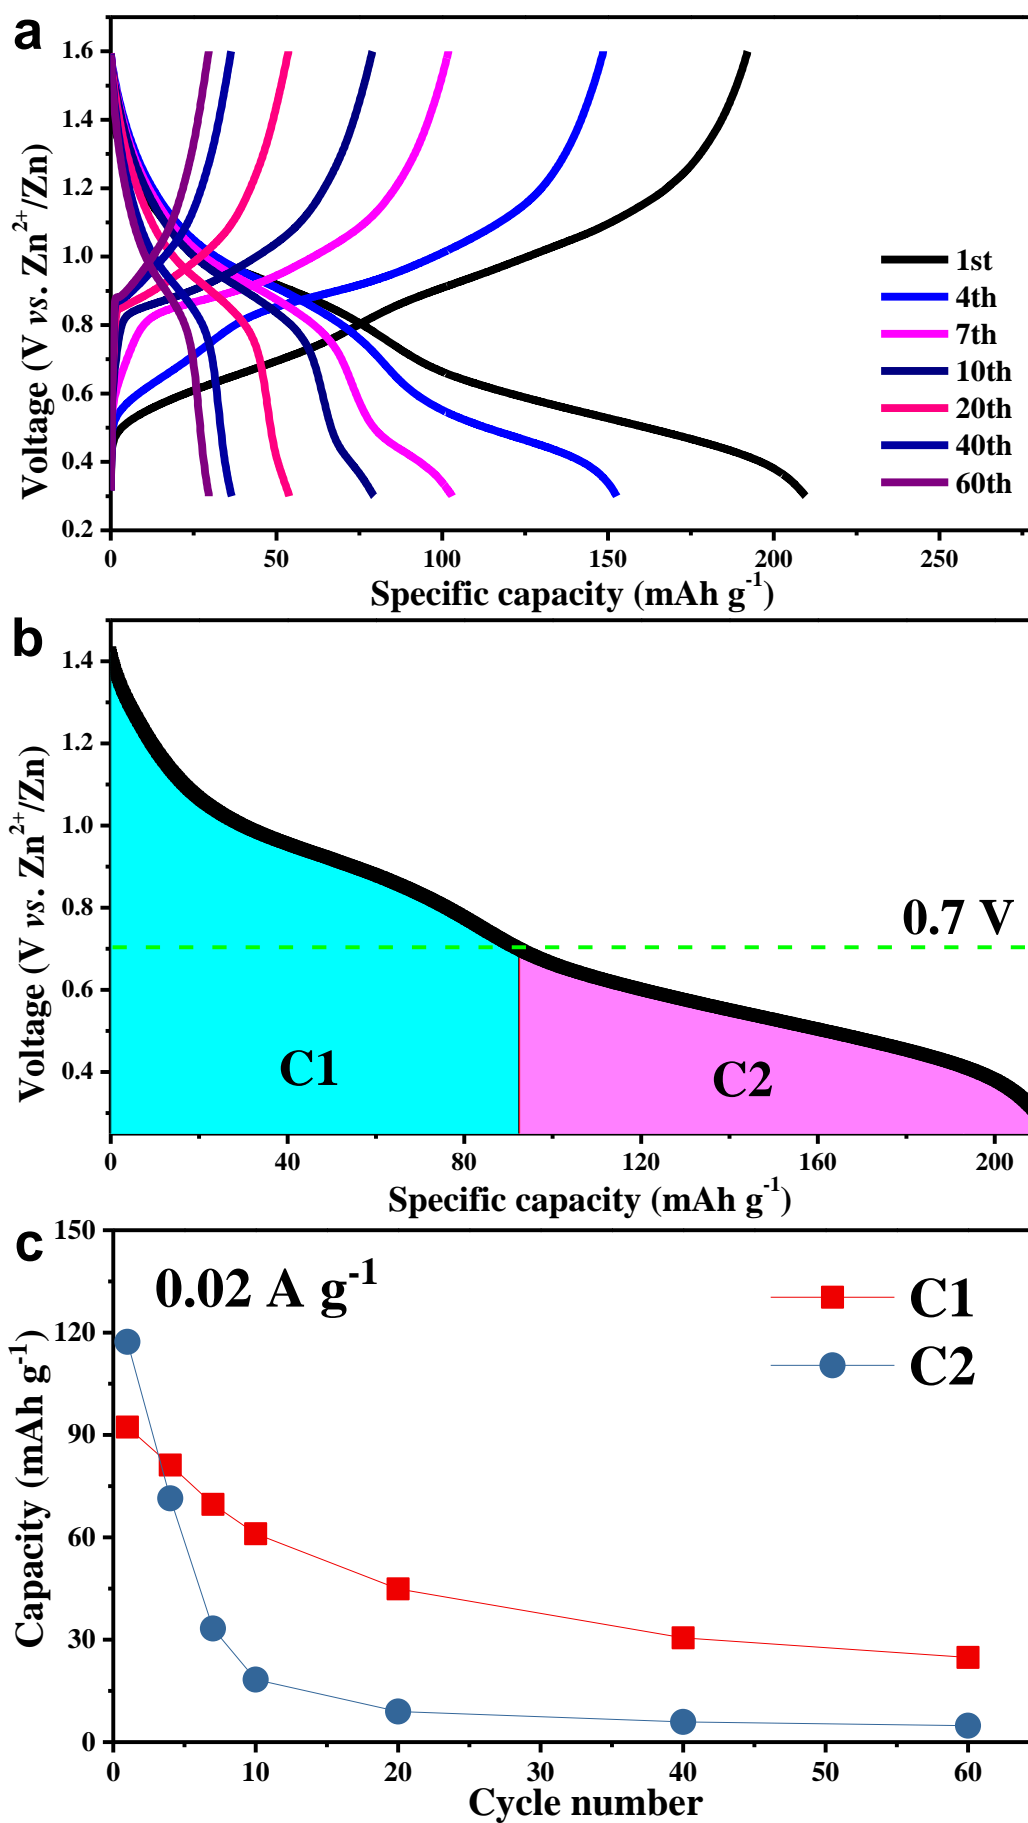 a
1.6
1.4
1.2
1.0
0.8
0.6
0.4
0.2
Voltage (V vs. Zn²⁺/Zn)
1st
4th
7th
10th
20th
40th
60th
0 50 100 150 200 250
Specific capacity (mAh g⁻¹)
b
1.4
1.2
1.0
0.8
0.6
0.4
Voltage (V vs. Zn²⁺/Zn)
0.7 V
C1
C2
0 40 80 120 160 200
Specific capacity (mAh g⁻¹)
c
150
120
90
60
30
0
Capacity (mAh g⁻¹)
0.02 A g⁻¹
C1
C2
0 10 20 30 40 50 60
Cycle number